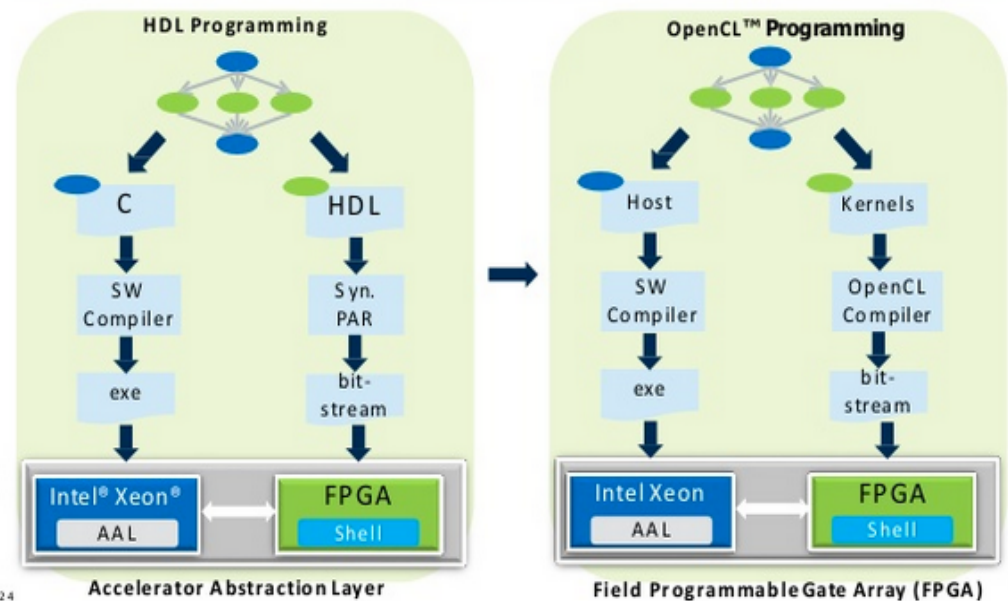 HDL Programming
C
HDL
SW
Compiler
Syn.
PAR
exe
bit-
stream
Intel® Xeon®
AAL
FPGA
Shell
Accelerator Abstraction Layer
OpenCL™ Programming
Host
Kernels
SW
Compiler
OpenCL
Compiler
exe
bit-
stream
Intel Xeon
AAL
FPGA
Shell
Field Programmable Gate Array (FPGA)
24